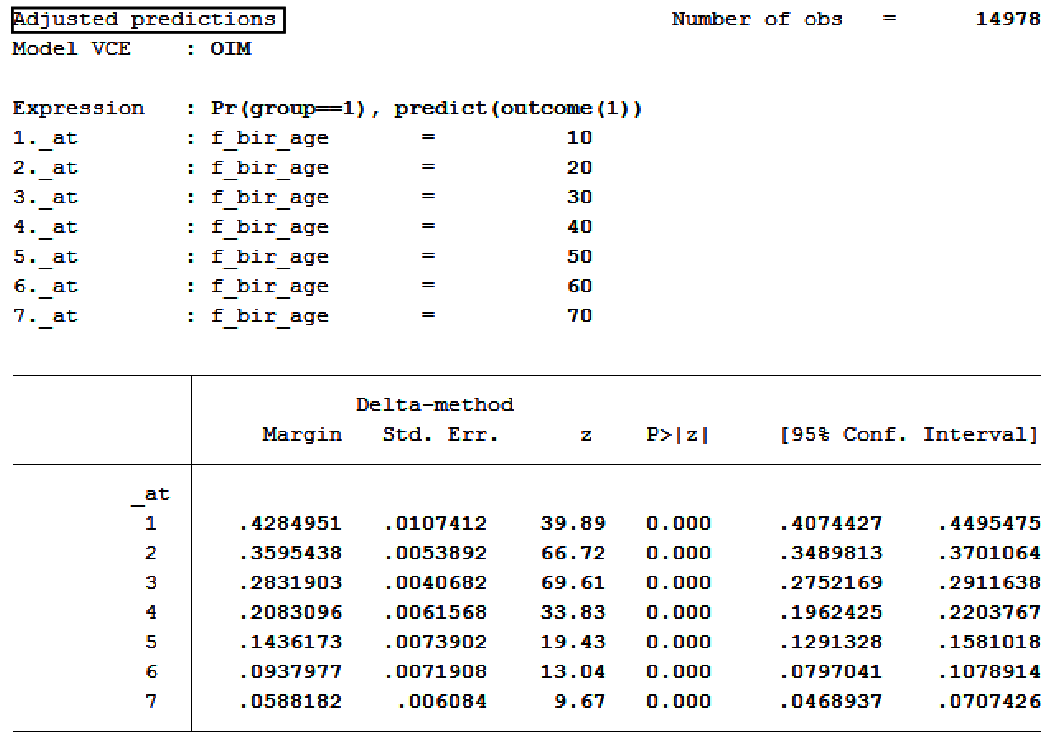 Adjusted predictions Number of obs = 14978
Model VCE : OIM
Expression : Pr(group==1), predict(outcome(1))
1._at : f_bir_age = 10
2._at : f_bir_age = 20
3._at : f_bir_age = 30
4._at : f_bir_age = 40
5._at : f_bir_age = 50
6._at : f_bir_age = 60
7._at : f_bir_age = 70
Delta-method
Margin Std. Err. z P>|z| [95% Conf. Interval]
_at
1 .4284951 .0107412 39.89 0.000 .4074427 .4495475
2 .3595438 .0053892 66.72 0.000 .3489813 .3701064
3 .2831903 .0040682 69.61 0.000 .2752169 .2911638
4 .2083096 .0061568 33.83 0.000 .1962425 .2203767
5 .1436173 .0073902 19.43 0.000 .1291328 .1581018
6 .0937977 .0071908 13.04 0.000 .0797041 .1078914
7 .0588182 .006084 9.67 0.000 .0468937 .0707426